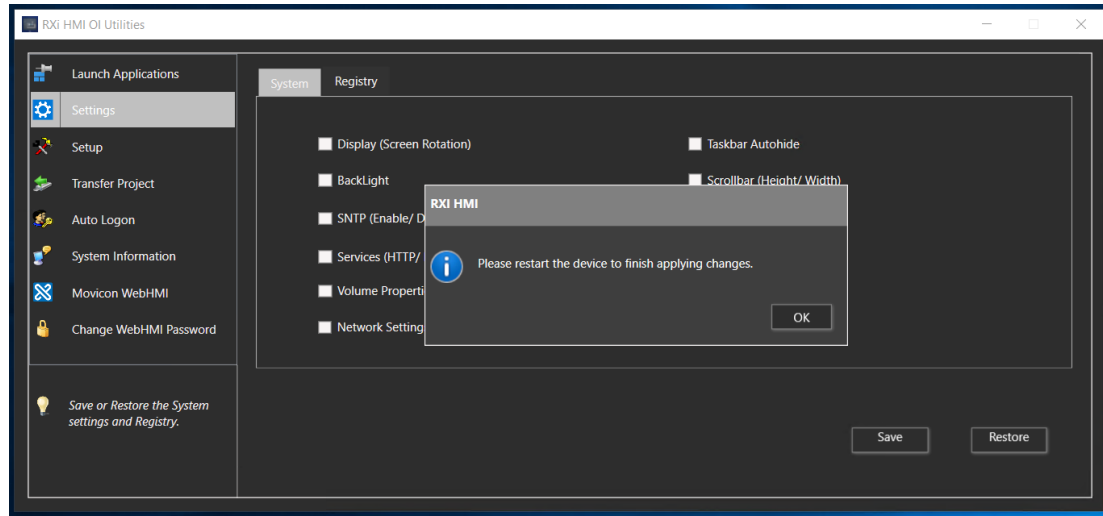 RXi HMI OI Utilities
Launch Applications
Settings
Setup
Transfer Project
Auto Logon
System Information
Movicon WebHMI
Change WebHMI Password
Save or Restore the System
settings and Registry.
System
Registry
Display (Screen Rotation)
Taskbar Autohide
BackLight
Scrollbar (Height/ Width)
SNTP (Enable/ D
Services (HTTP/
Volume Properti
Network Setting
RXI HMI
Please restart the device to finish applying changes.
OK
Save
Restore